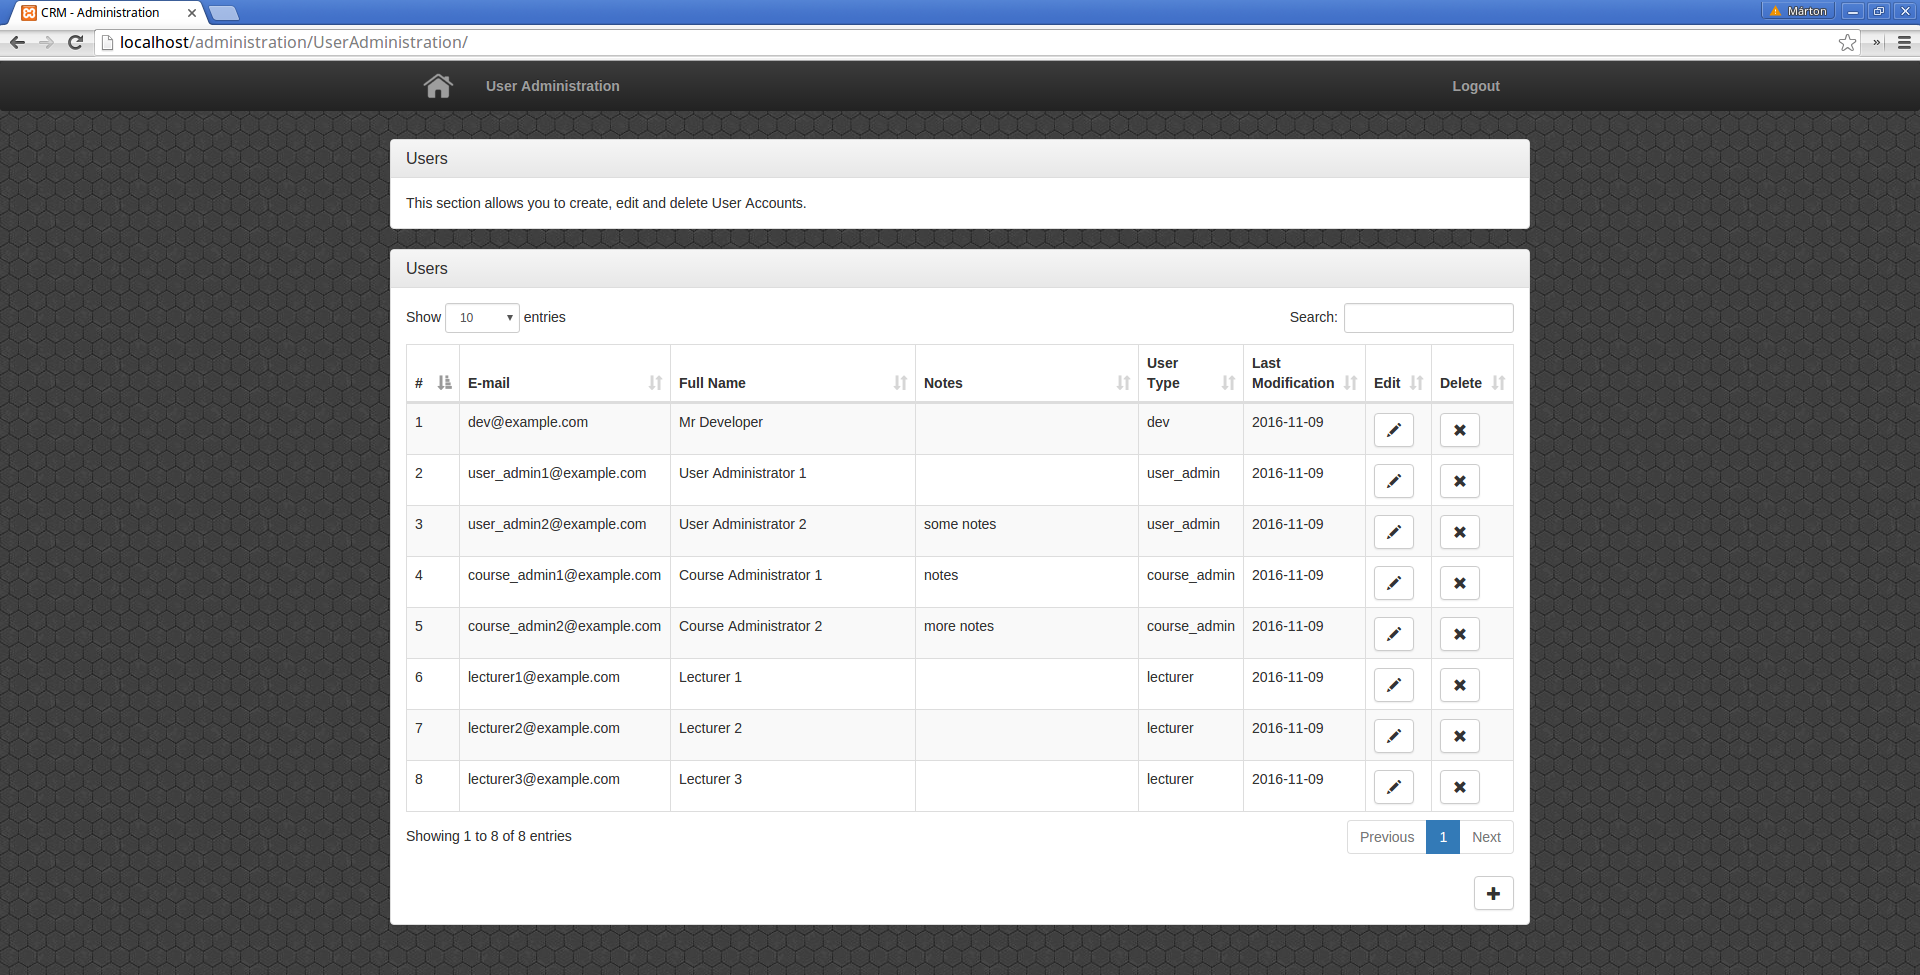 CRM - Administration
Márton
localhost/administration/UserAdministration/
User Administration Logout
Users
This section allows you to create, edit and delete User Accounts.
Users
Show 10 entries Search:
# E-mail Full Name Notes User Type Last Modification Edit Delete
1 dev@example.com Mr Developer dev 2016-11-09
2 user_admin1@example.com User Administrator 1 user_admin 2016-11-09
3 user_admin2@example.com User Administrator 2 some notes user_admin 2016-11-09
4 course_admin1@example.com Course Administrator 1 notes course_admin 2016-11-09
5 course_admin2@example.com Course Administrator 2 more notes course_admin 2016-11-09
6 lecturer1@example.com Lecturer 1 lecturer 2016-11-09
7 lecturer2@example.com Lecturer 2 lecturer 2016-11-09
8 lecturer3@example.com Lecturer 3 lecturer 2016-11-09
Showing 1 to 8 of 8 entries Previous 1 Next